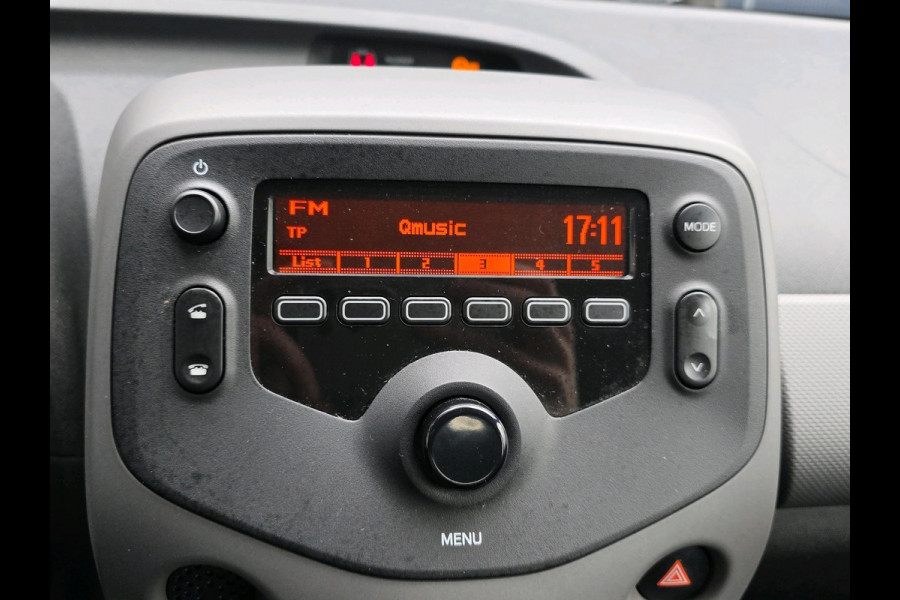 FM
TP
Qmusic
17:11
List 1 2 3 4 5
MODE
MENU